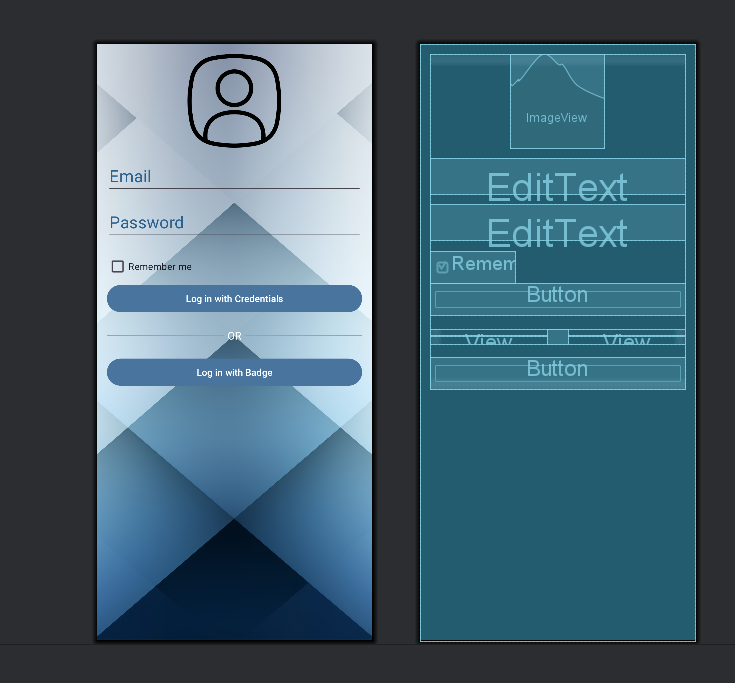 Email
Password
Remember me
Log in with Credentials
OR
Log in with Badge
ImageView
EditText
EditText
Remem
Button
View
View
Button